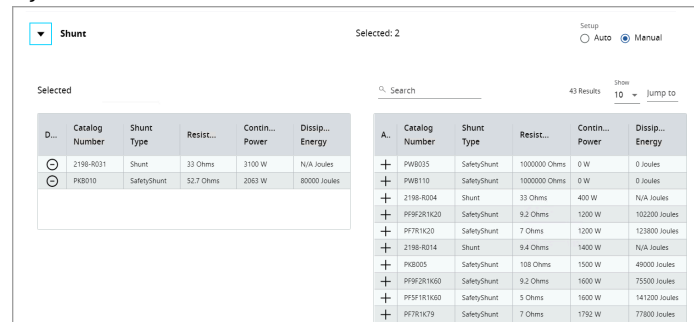 Shunt
Selected: 2
Setup
Auto Manual
Selected
Search
43 Results
Show
10
Jump to
D... Catalog Number Shunt Type Resist... Contin... Power Dissip... Energy
2198-R031 Shunt 33 Ohms 3100 W N/A Joules
PKB010 SafetyShunt 52.7 Ohms 2063 W 80000 Joules
A.. Catalog Number Shunt Type Resist... Contin... Power Dissip... Energy
PWB035 SafetyShunt 1000000 Ohms 0 W 0 Joules
PWB110 SafetyShunt 1000000 Ohms 0 W 0 Joules
2198-R004 Shunt 33 Ohms 400 W N/A Joules
PF9F2R1K20 SafetyShunt 9.2 Ohms 1200 W 102200 Joules
PF7R1K20 SafetyShunt 7 Ohms 1200 W 123800 Joules
2198-R014 Shunt 9.4 Ohms 1400 W N/A Joules
PKB005 SafetyShunt 108 Ohms 1500 W 49000 Joules
PF9F2R1K60 SafetyShunt 9.2 Ohms 1600 W 75500 Joules
PF5F1R1K60 SafetyShunt 5 Ohms 1600 W 141200 Joules
PF7R1K79 SafetyShunt 7 Ohms 1792 W 77800 Joules